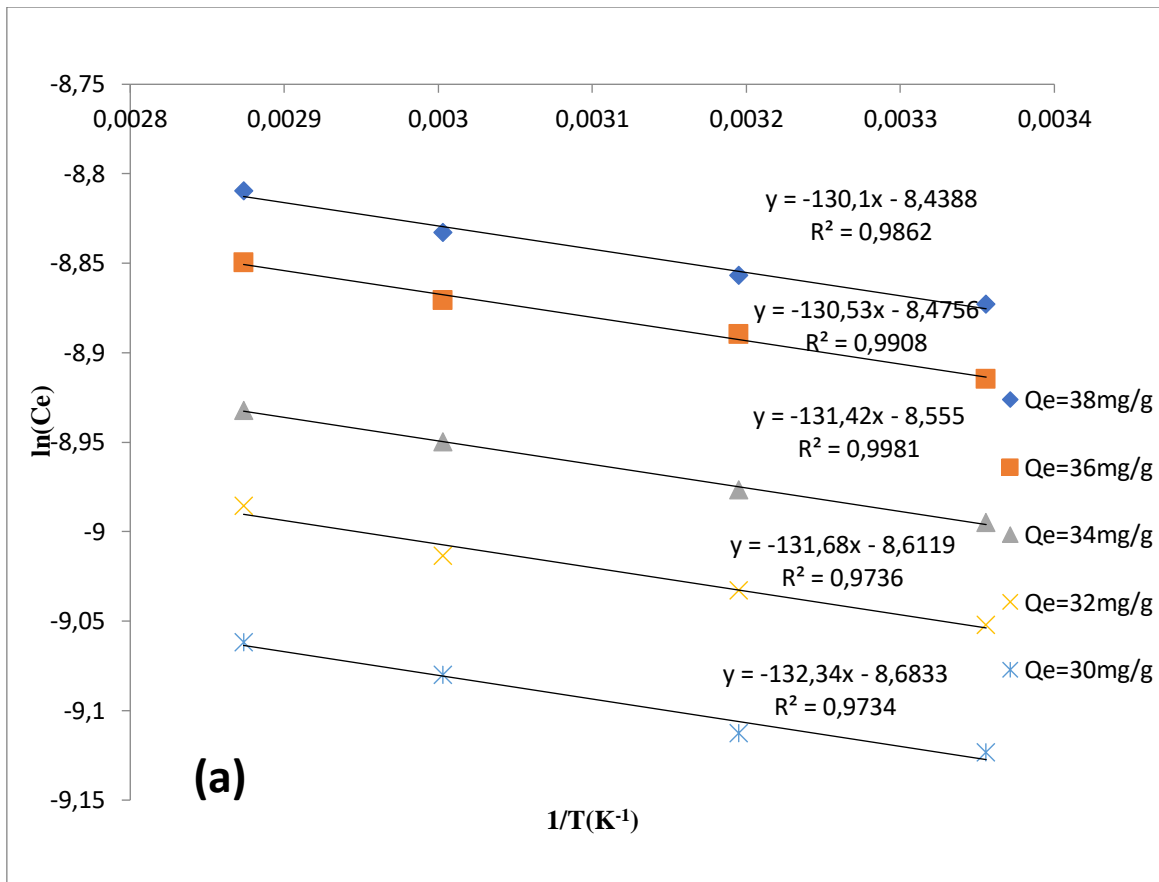 -8,75
0,0028 0,0029 0,003 0,0031 0,0032 0,0033 0,0034
-8,8
y = -130,1x - 8,4388
R² = 0,9862
-8,85
y = -130,53x - 8,4756
R² = 0,9908
-8,9
ln(Ce)
Qe=38mg/g
y = -131,42x - 8,555
R² = 0,9981
-8,95
Qe=36mg/g
-9
y = -131,68x - 8,6119
R² = 0,9736
Qe=34mg/g
-9,05
Qe=32mg/g
y = -132,34x - 8,6833
R² = 0,9734
Qe=30mg/g
-9,1
(a)
-9,15
1/T(K⁻¹)